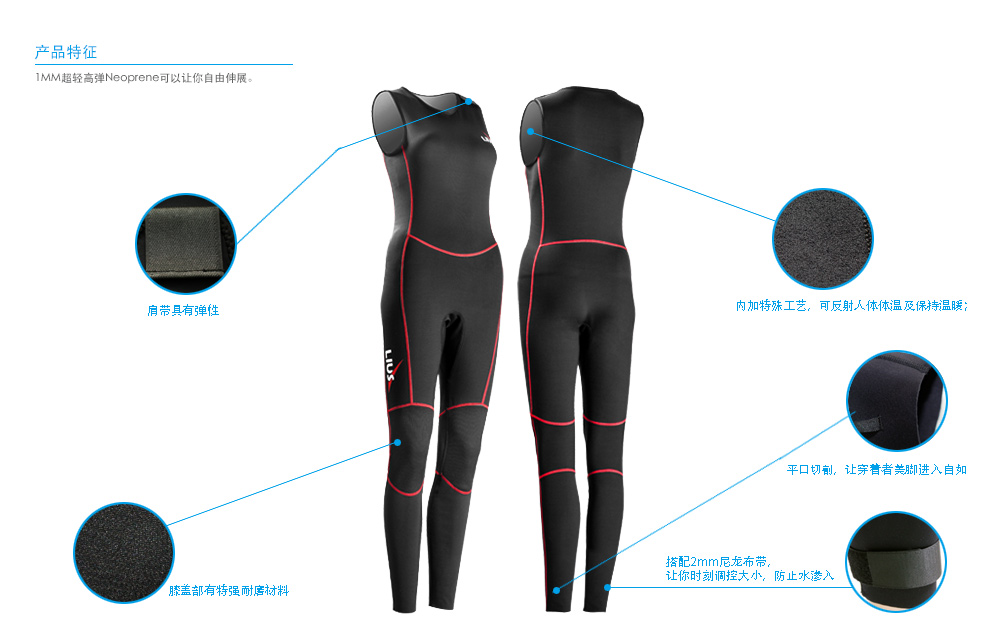 产品特征
1MM超轻高弹Neoprene可以让你自由伸展。
肩带具有弹性
内加特殊工艺，可反射人体体温及保持温暖；
LIUS
平口切割，让穿着者美脚进入自如
搭配2mm尼龙布带，
让你时刻调控大小，防止水渗入
膝盖部有特强耐磨材料